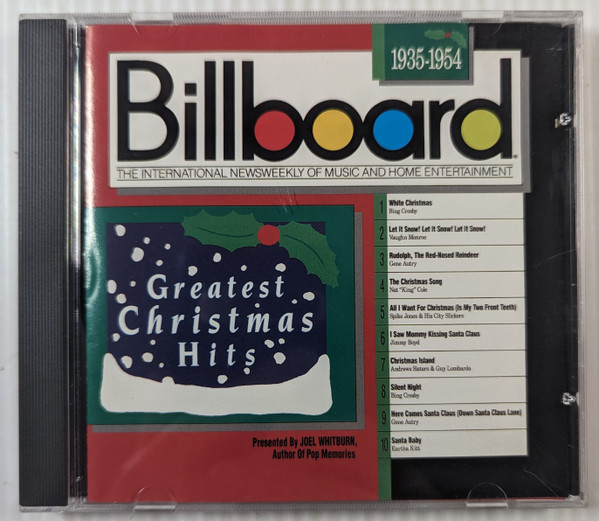 1935-1954
Billboard
THE INTERNATIONAL NEWSWEEKLY OF MUSIC AND HOME ENTERTAINMENT
Greatest
Christmas
Hits
Presented By JOEL WHITBURN,
Author Of Pop Memories
1 White Christmas
Bing Crosby
2 Let It Snow! Let It Snow! Let It Snow!
Vaughn Monroe
3 Rudolph, The Red-Nosed Reindeer
Gene Autry
4 The Christmas Song
Nat "King" Cole
5 All I Want For Christmas (Is My Two Front Teeth)
Spike Jones & His City Slickers
6 I Saw Mommy Kissing Santa Claus
Jimmy Boyd
7 Christmas Island
Andrews Sisters & Guy Lombardo
8 Silent Night
Bing Crosby
9 Here Comes Santa Claus (Down Santa Claus Lane)
Gene Autry
10 Santa Baby
Eartha Kitt